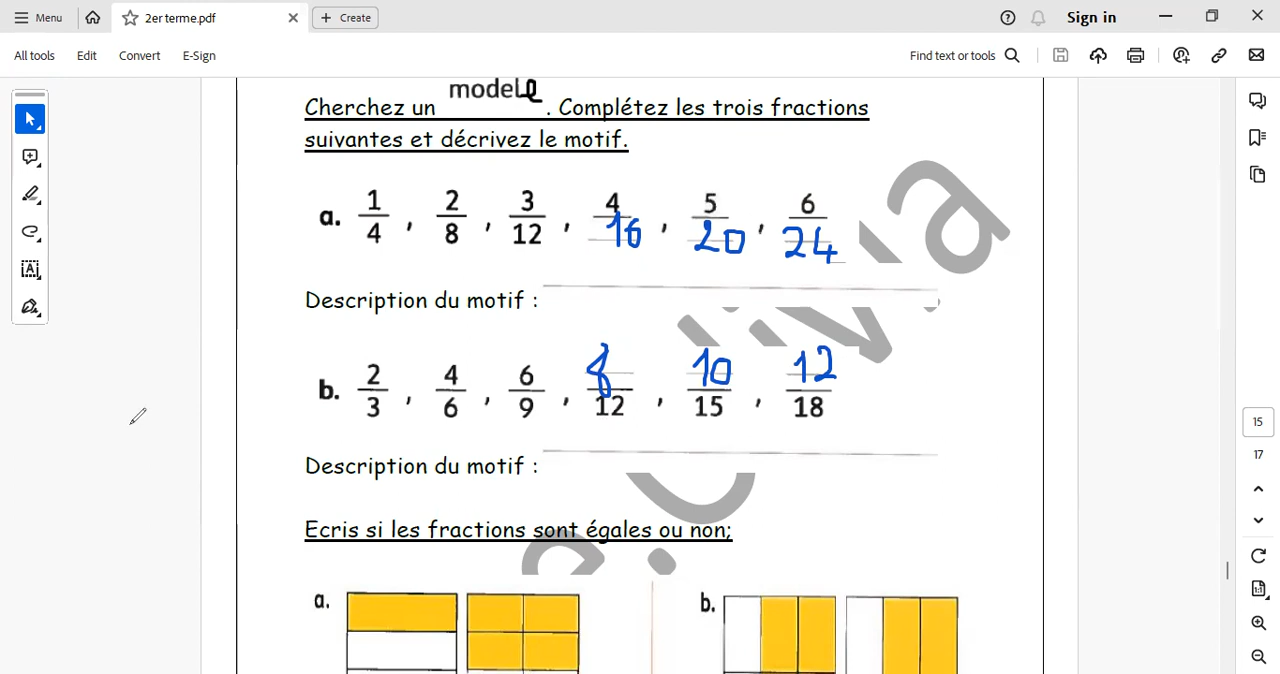 Menu 2er terme.pdf + Create Sign in
All tools Edit Convert E-Sign Find text or tools
modele
Cherchez un . Complétez les trois fractions
suivantes et décrivez le motif.
a. 1/4 , 2/8 , 3/12 , 4/16 , 5/20 , 6/24
Description du motif :
b. 2/3 , 4/6 , 6/9 , 8/12 , 10/15 , 12/18
Description du motif :
Ecris si les fractions sont égales ou non;
a. b.
15
17